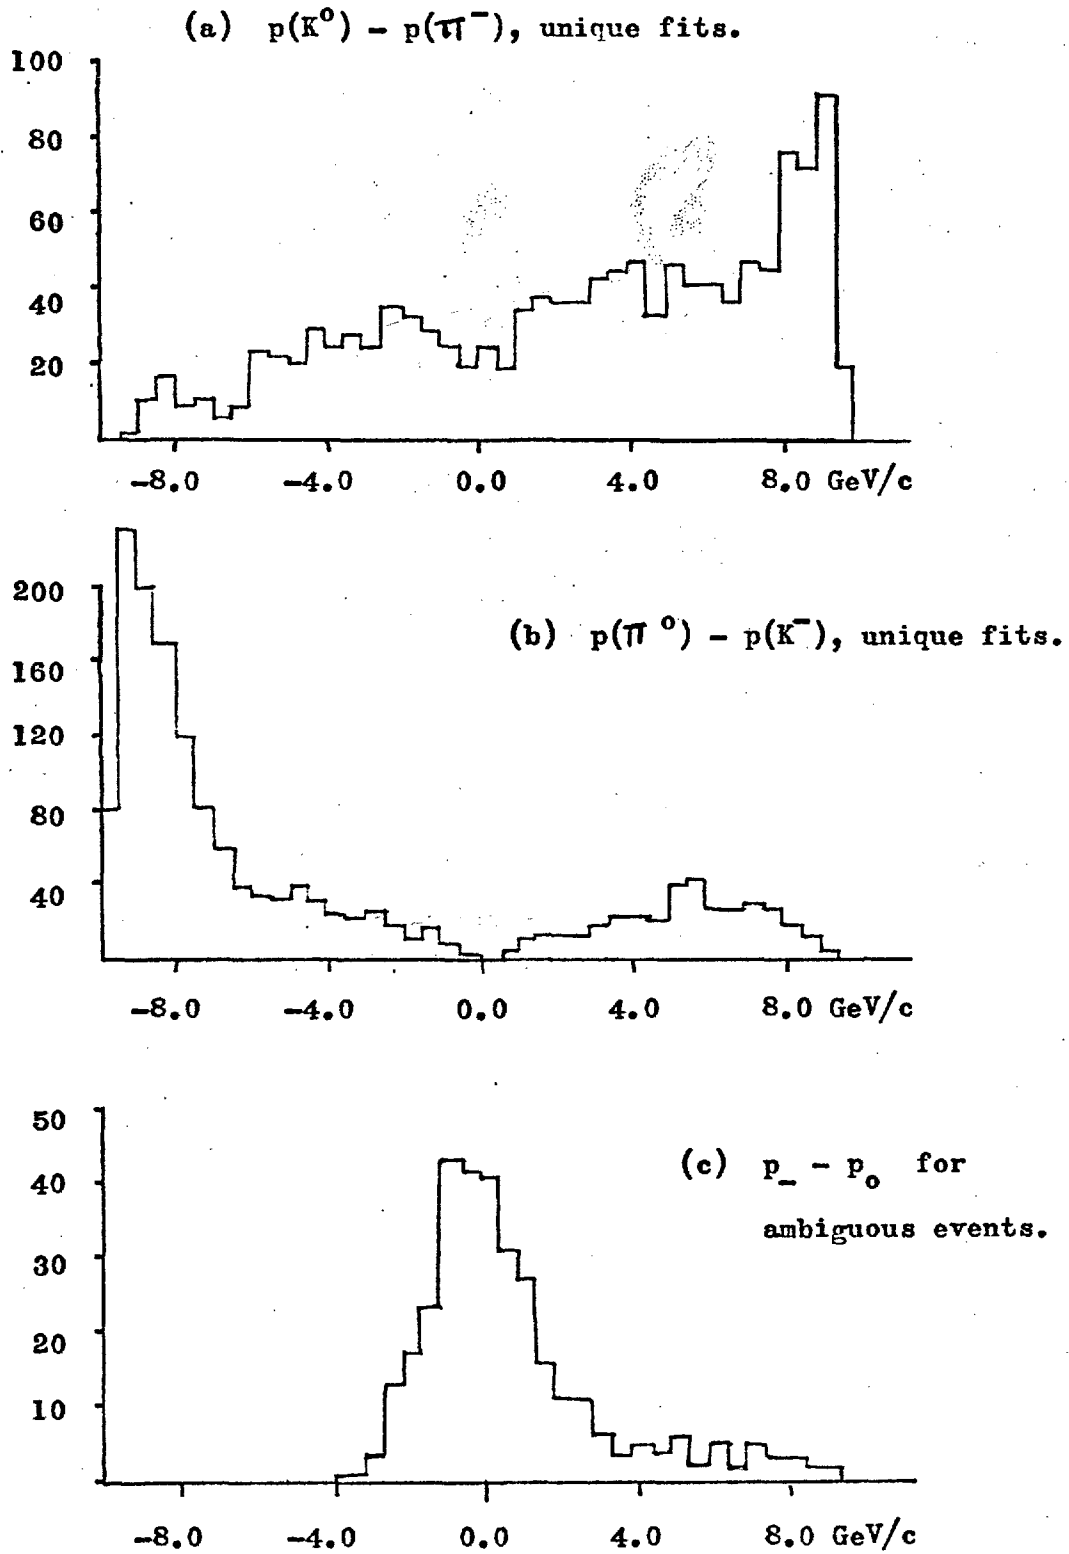 (a) p(K⁰) – p(π⁻), unique fits.
100
80
60
40
20
-8.0 -4.0 0.0 4.0 8.0 GeV/c
200
(b) p(π⁰) – p(K⁻), unique fits.
160
120
80
40
-8.0 -4.0 0.0 4.0 8.0 GeV/c
50
(c) p₋ – p₀ for
40
ambiguous events.
30
20
10
-8.0 -4.0 0.0 4.0 8.0 GeV/c